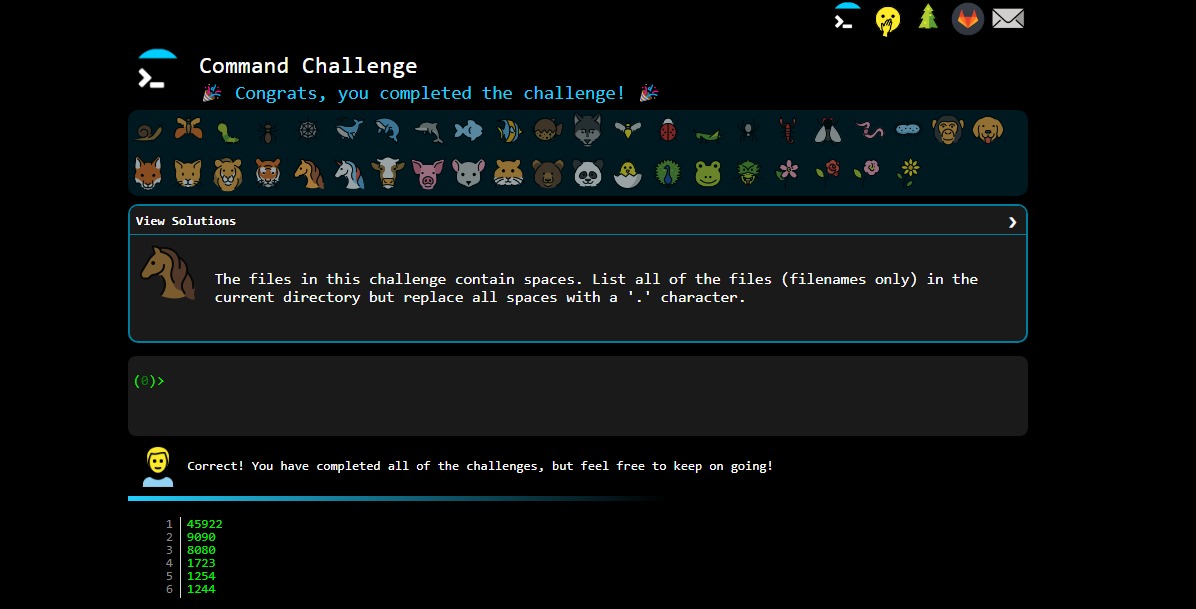 Command Challenge
Congrats, you completed the challenge!
View Solutions
The files in this challenge contain spaces. List all of the files (filenames only) in the
current directory but replace all spaces with a '.' character.
(0)>
Correct! You have completed all of the challenges, but feel free to keep on going!
1 45922
2 9090
3 8080
4 1723
5 1254
6 1244